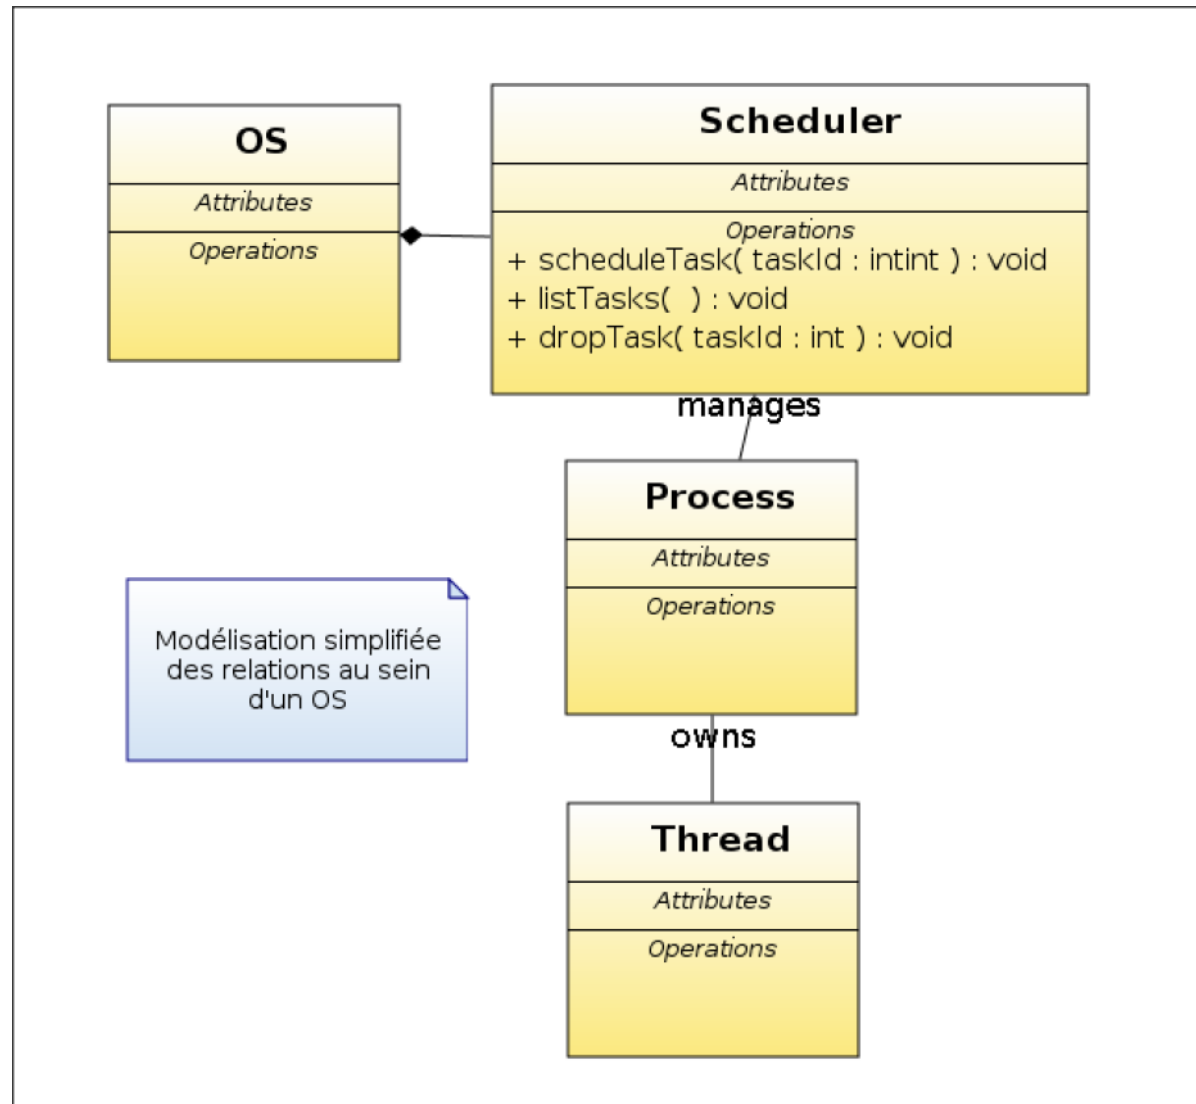 OS
Attributes
Operations
Scheduler
Attributes
Operations
+ scheduleTask( taskId : intint ) : void
+ listTasks(  ) : void
+ dropTask( taskId : int ) : void
manages
Process
Attributes
Operations
Modélisation simplifiée
des relations au sein
d'un OS
owns
Thread
Attributes
Operations